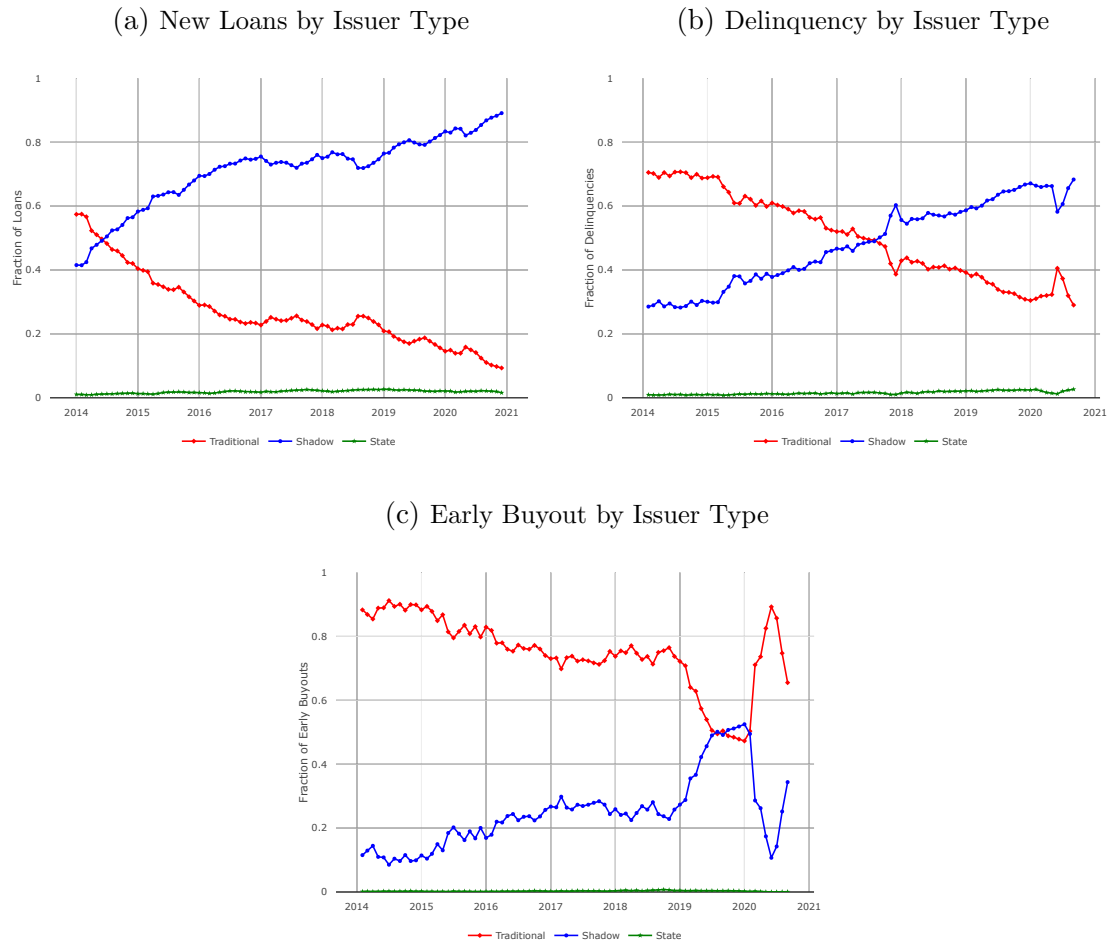 (a) New Loans by Issuer Type
Fraction of Loans
1
0.8
0.6
0.4
0.2
0
2014 2015 2016 2017 2018 2019 2020 2021
Traditional Shadow State
(b) Delinquency by Issuer Type
Fraction of Delinquencies
1
0.8
0.6
0.4
0.2
0
2014 2015 2016 2017 2018 2019 2020 2021
Traditional Shadow State
(c) Early Buyout by Issuer Type
Fraction of Early Buyouts
1
0.8
0.6
0.4
0.2
0
2014 2015 2016 2017 2018 2019 2020 2021
Traditional Shadow State